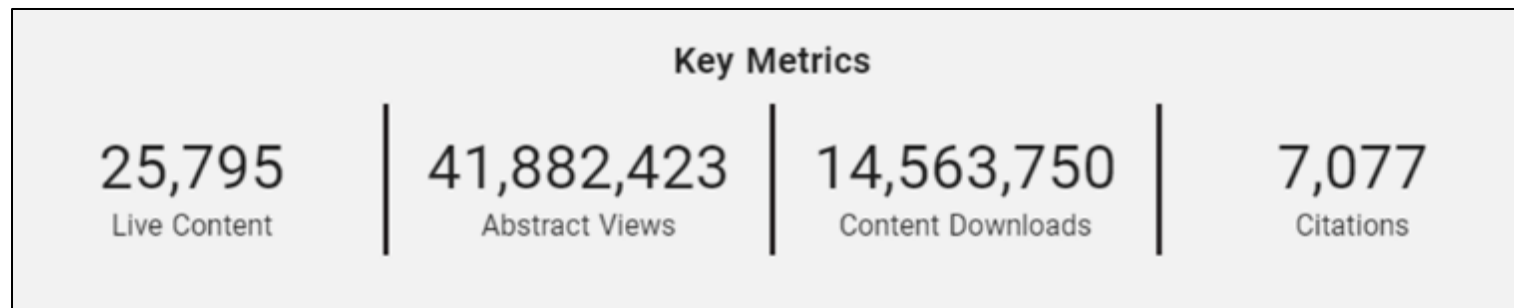 Key Metrics
25,795 41,882,423 14,563,750 7,077
Live Content Abstract Views Content Downloads Citations